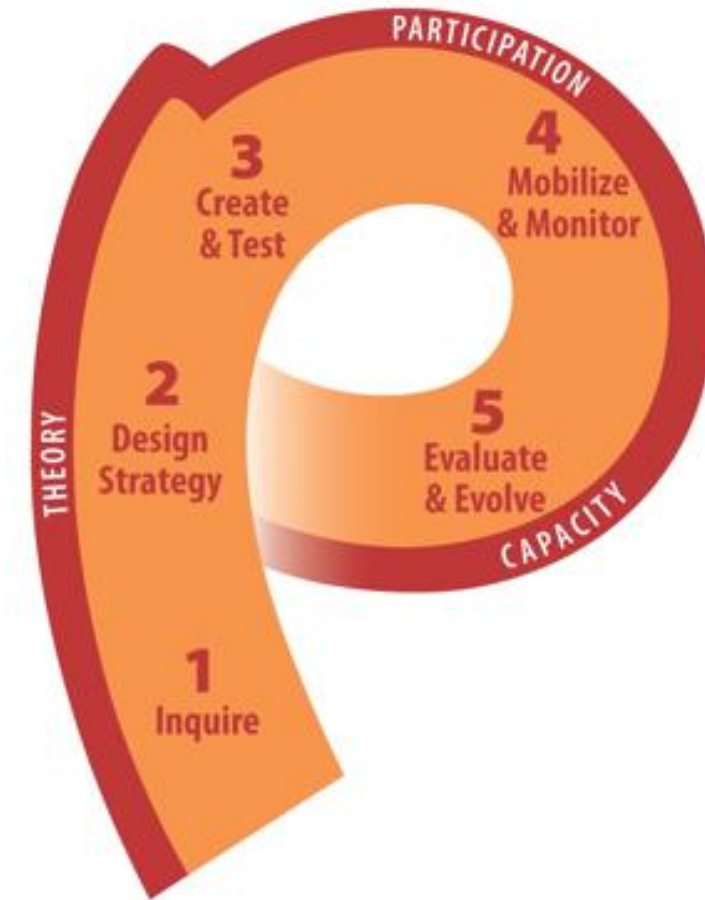 PARTICIPATION
3
Create
& Test
4
Mobilize
& Monitor
2
Design
Strategy
5
Evaluate
& Evolve
THEORY
CAPACITY
1
Inquire